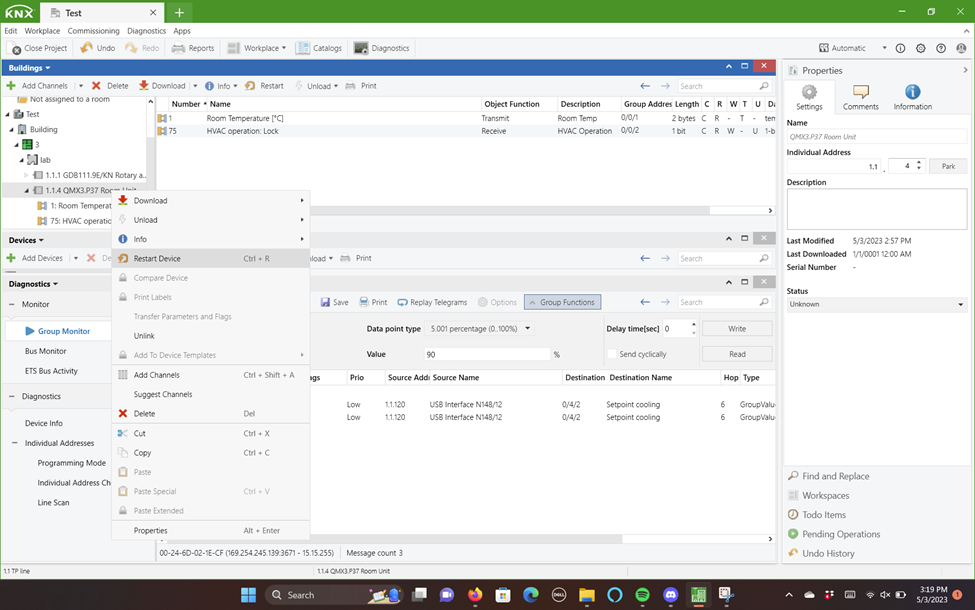 KNX
Test
Edit Workplace Commissioning Diagnostics Apps
Close Project Undo Redo Reports Workplace Catalogs Diagnostics Automatic
Buildings
Add Channels Delete Download Info Restart Unload Print Search
Not assigned to a room
Test
Building
3
lab
1.1.1 GDB111.9E/KN Rotary a..
1.1.4 QMX3.P37 Room Unit
1: Room Temperat
75: HVAC operatio
Number Name Object Function Description Group Address Length C R W T U Da
1 Room Temperature [°C] Transmit Room Temp 0/0/1 2 bytes C R - T - tem
75 HVAC operation: Lock Receive HVAC Operation 0/0/2 1 bit C R W - U 1-b
Devices
Add Devices De
Print Search
Diagnostics
Monitor
Group Monitor
Bus Monitor
ETS Bus Activity
Diagnostics
Device Info
Individual Addresses
Programming Mode
Individual Address Ch
Line Scan
Download
Unload
Info
Restart Device Ctrl + R
Compare Device
Print Labels
Transfer Parameters and Flags
Unlink
Add To Device Templates
Add Channels Ctrl + Shift + A
Suggest Channels
Delete Del
Cut Ctrl + X
Copy Ctrl + C
Paste
Paste Special Ctrl + V
Paste Extended
Properties Alt + Enter
Save Print Replay Telegrams Options Group Functions Search
Data point type 5.001 percentage (0..100%) Delay time[sec] 0 Write
Value 90 % Send cyclically Read
ags Prio Source Addr Source Name Destination Destination Name Hop Type
Low 1.1.120 USB Interface N148/12 0/4/2 Setpoint cooling 6 GroupValu
Low 1.1.120 USB Interface N148/12 0/4/2 Setpoint cooling 6 GroupValu
00-24-6D-02-1E-CF (169.254.245.139:3671 - 15.15.255) Message count 3
Properties
Settings Comments Information
Name
QMX3.P37 Room Unit
Individual Address
1.1 . 4 Park
Description
Last Modified 5/3/2023 2:57 PM
Last Downloaded 1/1/0001 12:00 AM
Serial Number -
Status
Unknown
Find and Replace
Workspaces
Todo Items
Pending Operations
Undo History
1.1 TP line 1.1.4 QMX3.P37 Room Unit
Search
DELL
3:19 PM
5/3/2023
1